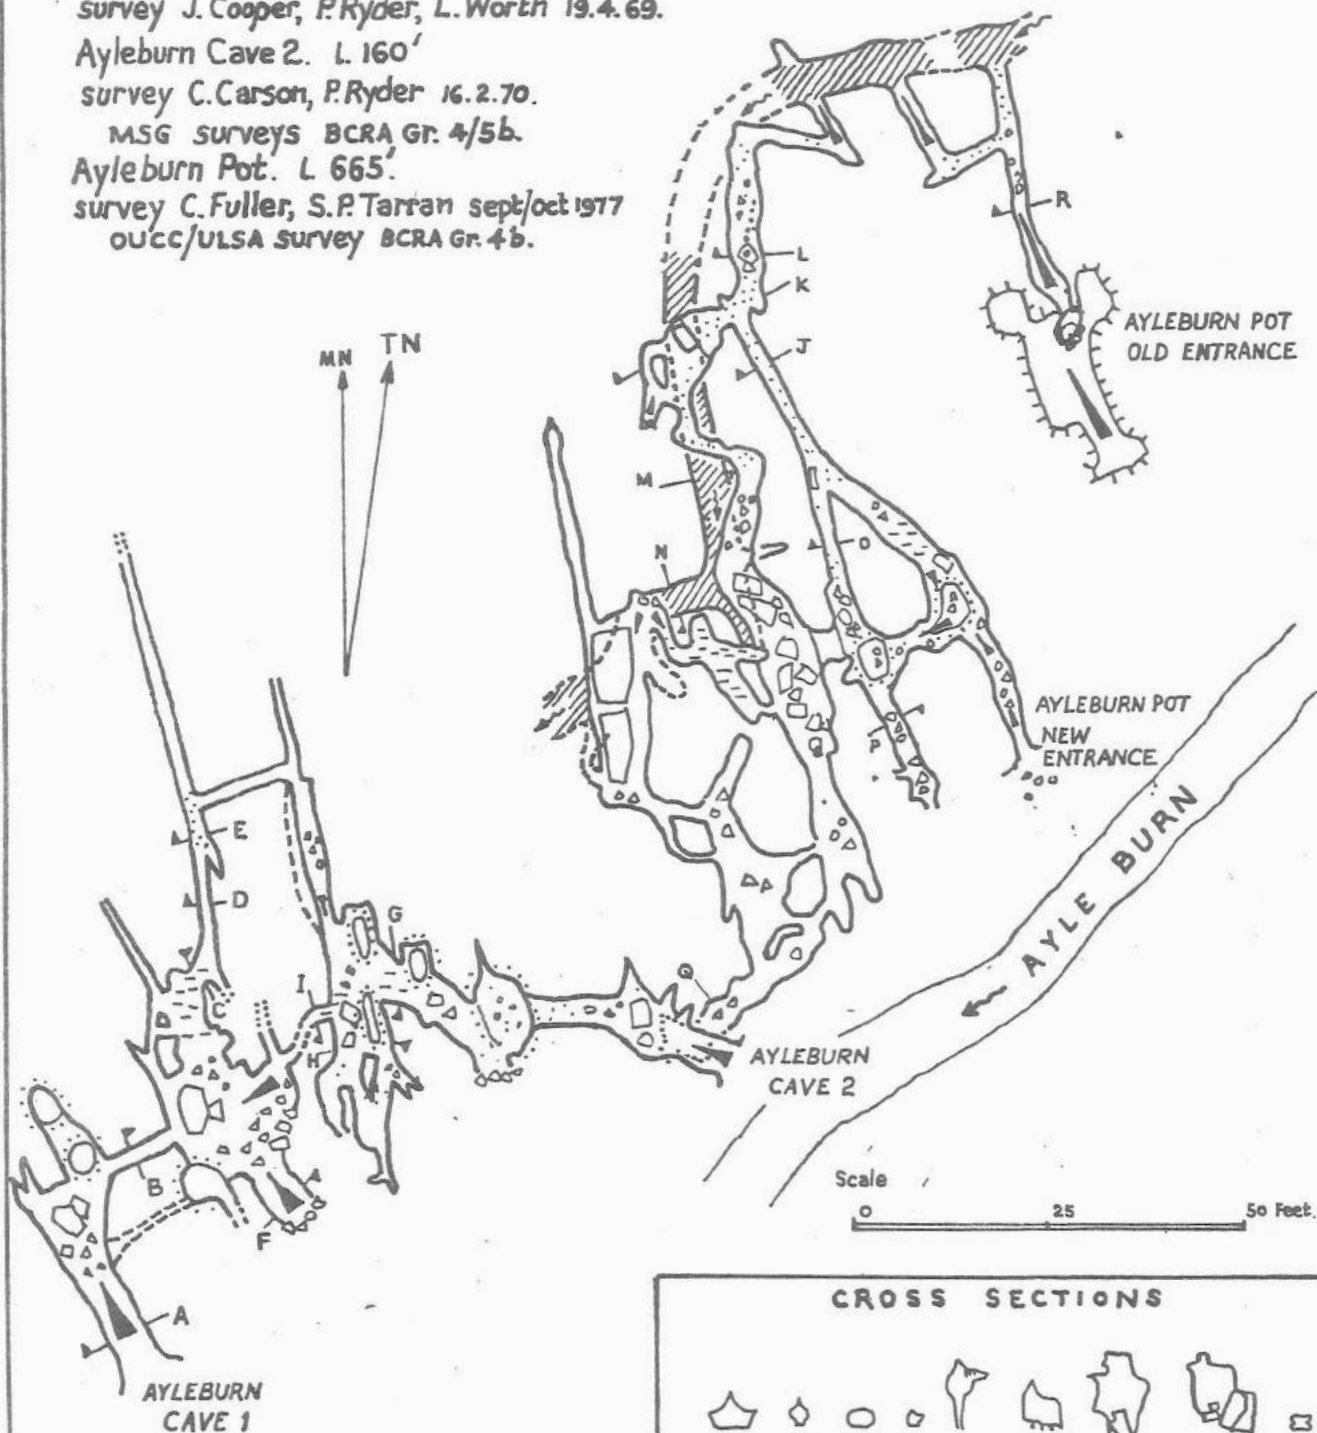 survey J. Cooper, P. Ryder, L. Worth 19.4.69.
Ayleburn Cave 2. L. 160'
survey C. Carson, P. Ryder 16.2.70.
MSG surveys BCRA Gr. 4/5b.
Ayleburn Pot. L 665'.
survey C. Fuller, S.P. Tarran sept/oct 1977
OUCC/ULSA survey BCRA Gr. 4b.
MN TN
R
L
K
J
AYLEBURN POT
OLD ENTRANCE
M
N
O
P
AYLEBURN POT
NEW
ENTRANCE
AYLE BURN
E
D
G
C
I
H
Q
AYLEBURN
CAVE 2
B
F
A
AYLEBURN
CAVE 1
Scale
0 25 50 Feet.
CROSS SECTIONS